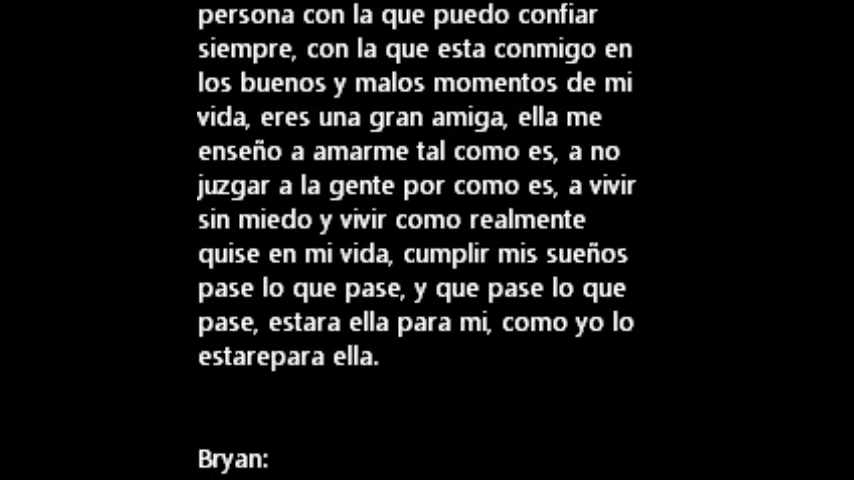 persona con la que puedo confiar
siempre, con la que esta conmigo en
los buenos y malos momentos de mi
vida, eres una gran amiga, ella me
enseño a amarme tal como es, a no
juzgar a la gente por como es, a vivir
sin miedo y vivir como realmente
quise en mi vida, cumplir mis sueños
pase lo que pase, y que pase lo que
pase, estara ella para mi, como yo lo
estarepara ella.
Bryan: